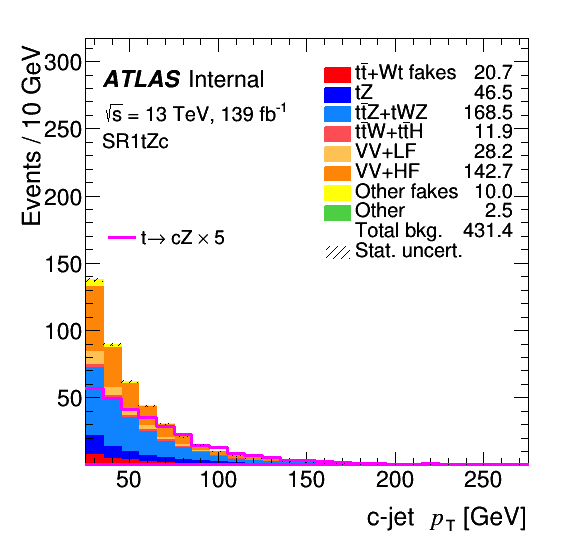 ATLAS Internal
√s = 13 TeV, 139 fb⁻¹
SR1tZc
t→ cZ × 5
tt̄+Wt fakes 20.7
tZ 46.5
tt̄Z+tWZ 168.5
tt̄W+tt̄H 11.9
VV+LF 28.2
VV+HF 142.7
Other fakes 10.0
Other 2.5
Total bkg. 431.4
Stat. uncert.
Events / 10 GeV
300
250
200
150
100
50
50 100 150 200 250
c-jet p_T [GeV]